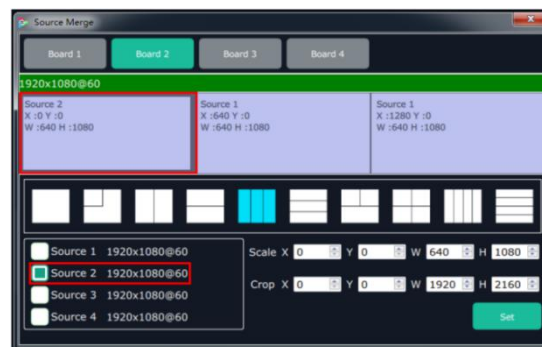 Source Merge
Board 1 Board 2 Board 3 Board 4
1920x1080@60
Source 2 Source 1 Source 1
X :0 Y :0 X :640 Y :0 X :1280 Y :0
W :640 H :1080 W :640 H :1080 W :640 H :1080
Source 1 1920x1080@60 Scale X 0 Y 0 W 640 H 1080
Source 2 1920x1080@60
Source 3 1920x1080@60 Crop X 0 Y 0 W 1920 H 2160
Source 4 1920x1080@60 Set